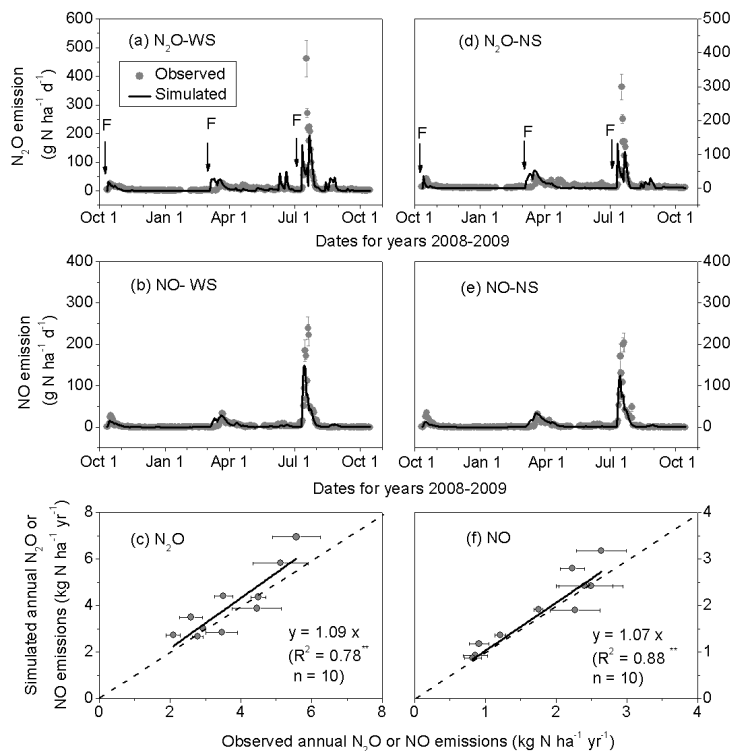 (a) N₂O-WS
Observed
Simulated
F
F
F
N₂O emission
(g N ha⁻¹ d⁻¹)
600
500
400
300
200
100
0
Oct 1 Jan 1 Apr 1 Jul 1 Oct 1
(d) N₂O-NS
F
F
F
500
400
300
200
100
0
Oct 1 Jan 1 Apr 1 Jul 1 Oct 1
Dates for years 2008-2009
(b) NO- WS
NO emission
(g N ha⁻¹ d⁻¹)
400
300
200
100
0
Oct 1 Jan 1 Apr 1 Jul 1 Oct 1
(e) NO-NS
400
300
200
100
0
Oct 1 Jan 1 Apr 1 Jul 1 Oct 1
Dates for years 2008-2009
(c) N₂O
Simulated annual N₂O or
NO emissions (kg N ha⁻¹ yr⁻¹)
8
6
4
2
0
y = 1.09 x
(R² = 0.78**
n = 10)
0 2 4 6 8
(f) NO
4
3
2
1
0
y = 1.07 x
(R² = 0.88 **
n = 10)
0 1 2 3 4
Observed annual N₂O or NO emissions (kg N ha⁻¹ yr⁻¹)